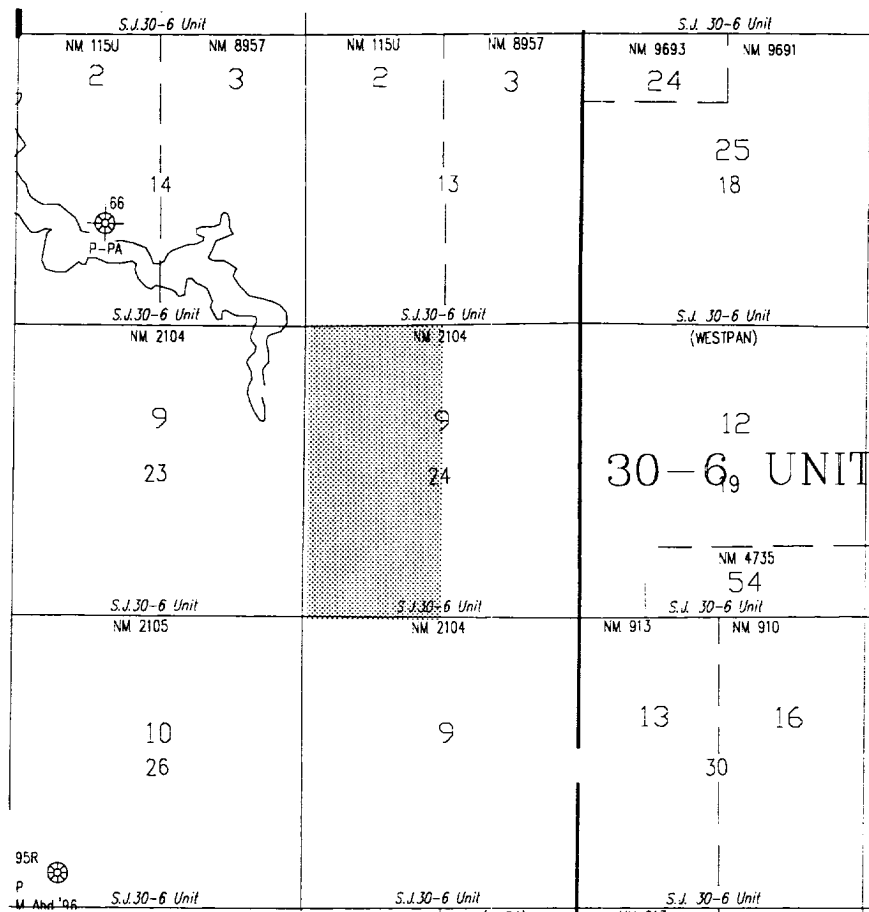 S.J.30-6 Unit S.J. 30-6 Unit
NM 115U NM 8957 NM 115U NM 8957 NM 9693 NM 9691
2 3 2 3 24
25
14 13 18
66
P-PA
S.J.30-6 Unit S.J.30-6 Unit S.J. 30-6 Unit
NM 2104 NM 2104 (WESTPAN)
9 9 12
23 24 19
30-6 UNIT
NM 4735
54
S.J.30-6 Unit S.J.30-6 Unit S.J. 30-6 Unit
NM 2105 NM 2104 NM 913 NM 910
10 9 13 16
26 30
95R
P
M Abd '96
S.J.30-6 Unit S.J.30-6 Unit S.J. 30-6 Unit